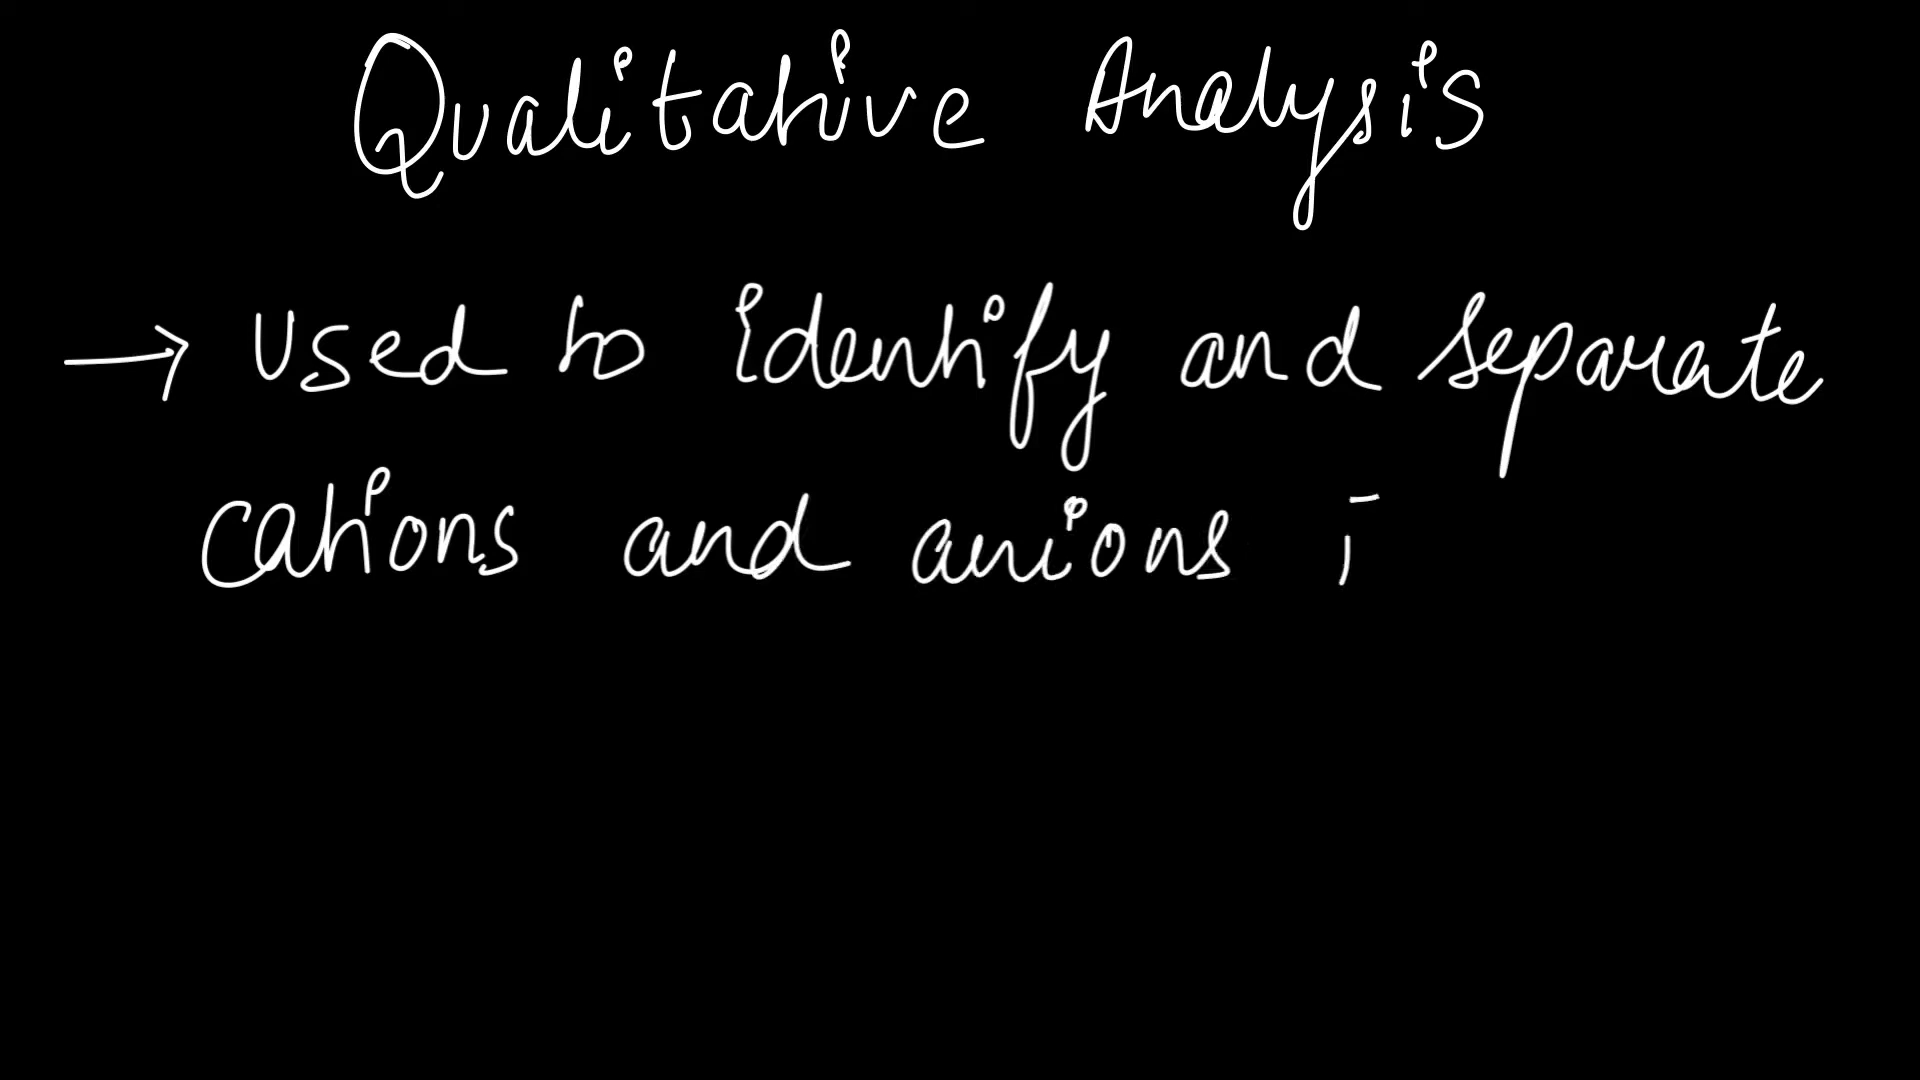 Qualitative Analysis
→ Used to identify and separate
cations and anions i